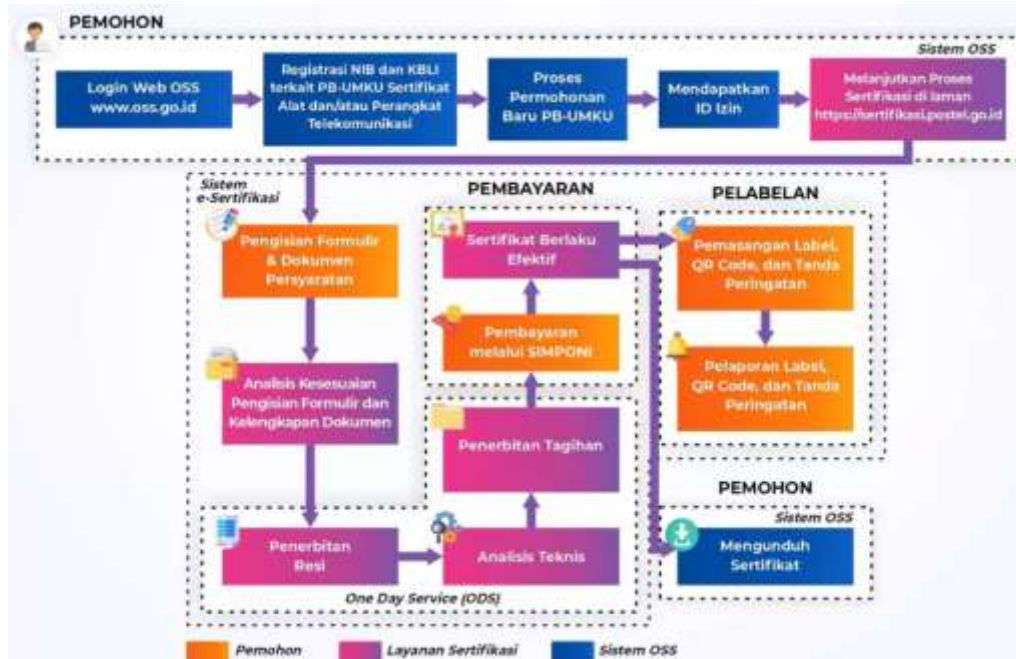 PEMOHON
Sistem OSS
Login Web OSS
www.oss.go.id
Registrasi NIB dan KBLI
terkait PB-UMKU Sertifikat
Alat dan/atau Perangkat
Telekomunikasi
Proses
Permohonan
Baru PB-UMKU
Mendapatkan
ID Izin
Melanjutkan Proses
Sertifikasi di laman
https://sertifikasi.postel.go.id
Sistem
e-Sertifikasi
Pengisian Formulir
& Dokumen
Persyaratan
Analisis Kesesuaian
Pengisian Formulir dan
Kelengkapan Dokumen
Penerbitan
Resi
Analisis Teknis
One Day Service (ODS)
Penerbitan Tagihan
PEMBAYARAN
Pembayaran
melalui SIMPONI
Sertifikat Berlaku
Efektif
PELABELAN
Pemasangan Label,
QR Code, dan Tanda
Peringatan
Pelaporan Label,
QR Code, dan Tanda
Peringatan
PEMOHON
Sistem OSS
Mengunduh
Sertifikat
Pemohon
Layanan Sertifikasi
Sistem OSS